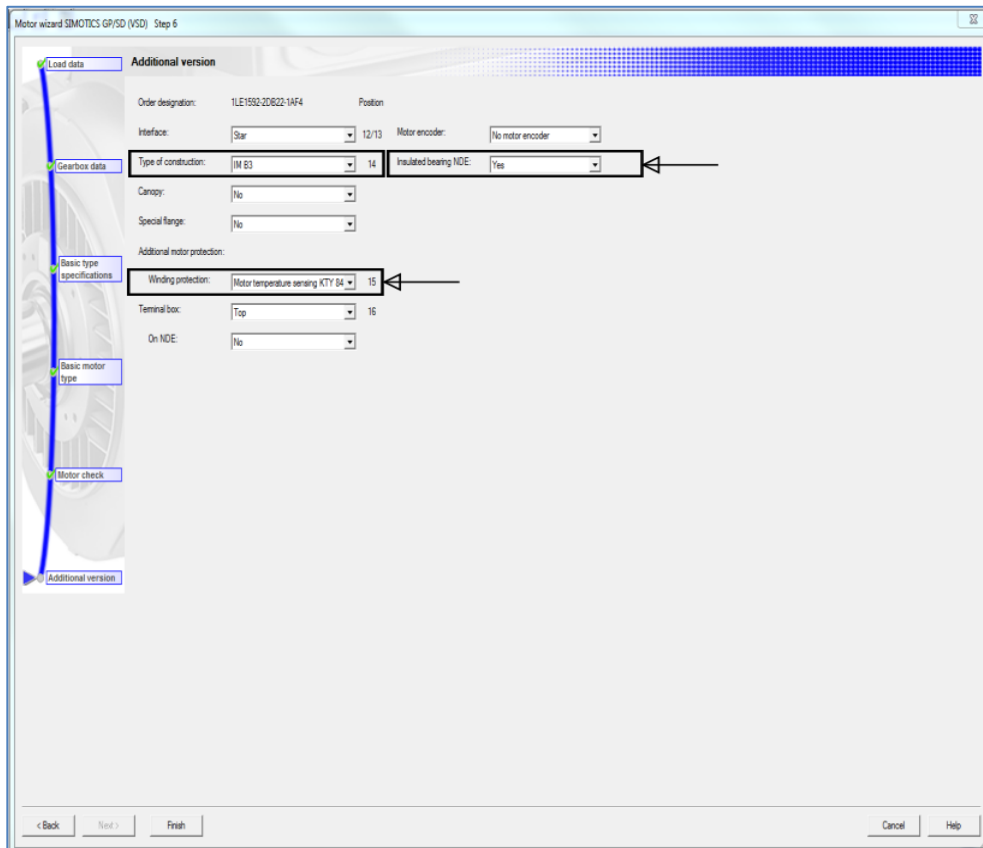 Motor wizard SIMOTICS GP/SD (VSD) Step 6
Load data
Gearbox data
Basic type
specifications
Basic motor
type
Motor check
Additional version
Additional version
Order designation: 1LE1592-2DB22-1AF4 Position
Interface: Star 12/13 Motor encoder: No motor encoder
Type of construction: IM B3 14 Insulated bearing NDE: Yes
Canopy: No
Special flange: No
Additional motor protection:
Winding protection: Motor temperature sensing KTY 84 15
Terminal box: Top 16
On NDE: No
< Back Next > Finish Cancel Help